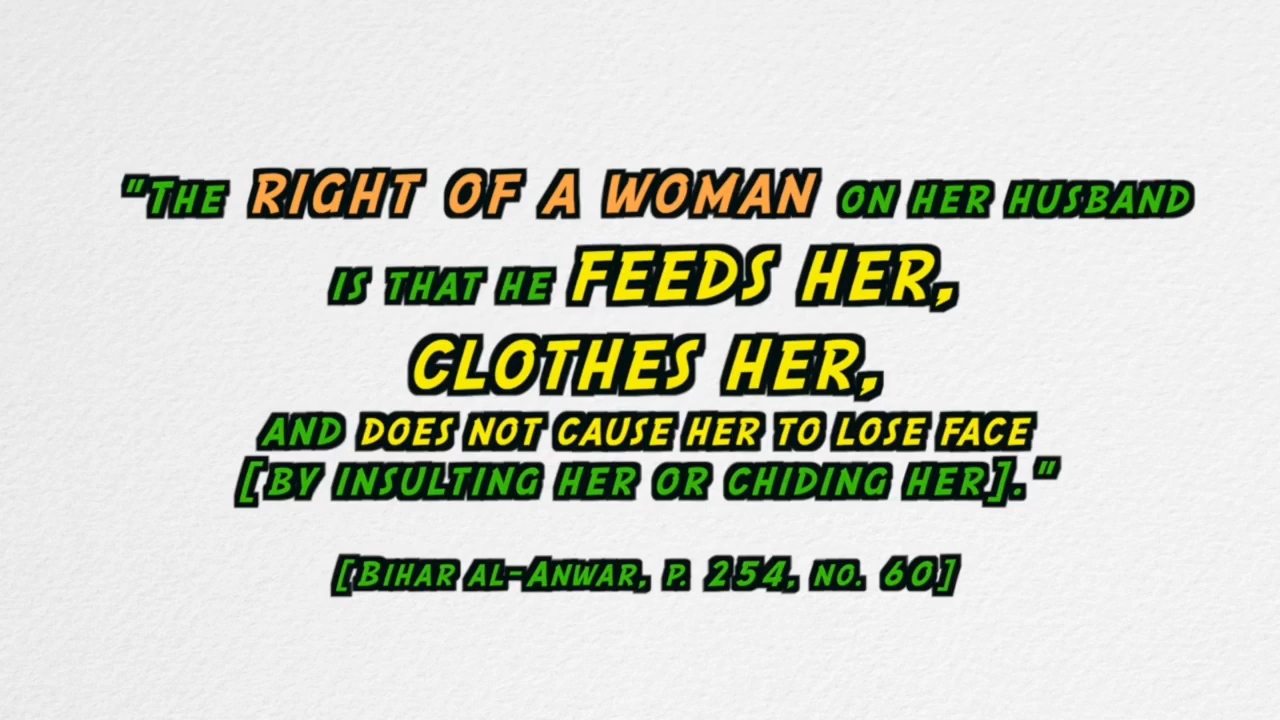 "The RIGHT OF A WOMAN on her husband
is that he FEEDS HER,
CLOTHES HER,
and does not cause her to lose face
[by insulting her or chiding her]."
[Bihar al-Anwar, p. 254, no. 60]